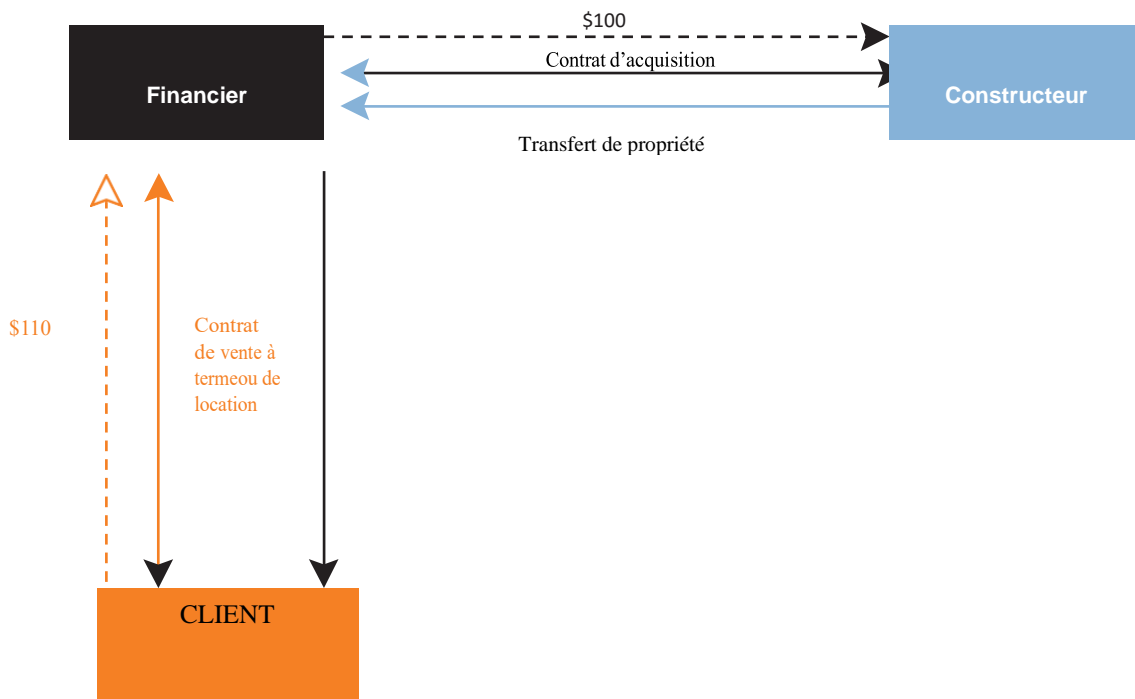 $100
Contrat d’acquisition
Financier
Constructeur
Transfert de propriété
$110
Contrat
de vente à
termeou de
location
CLIENT